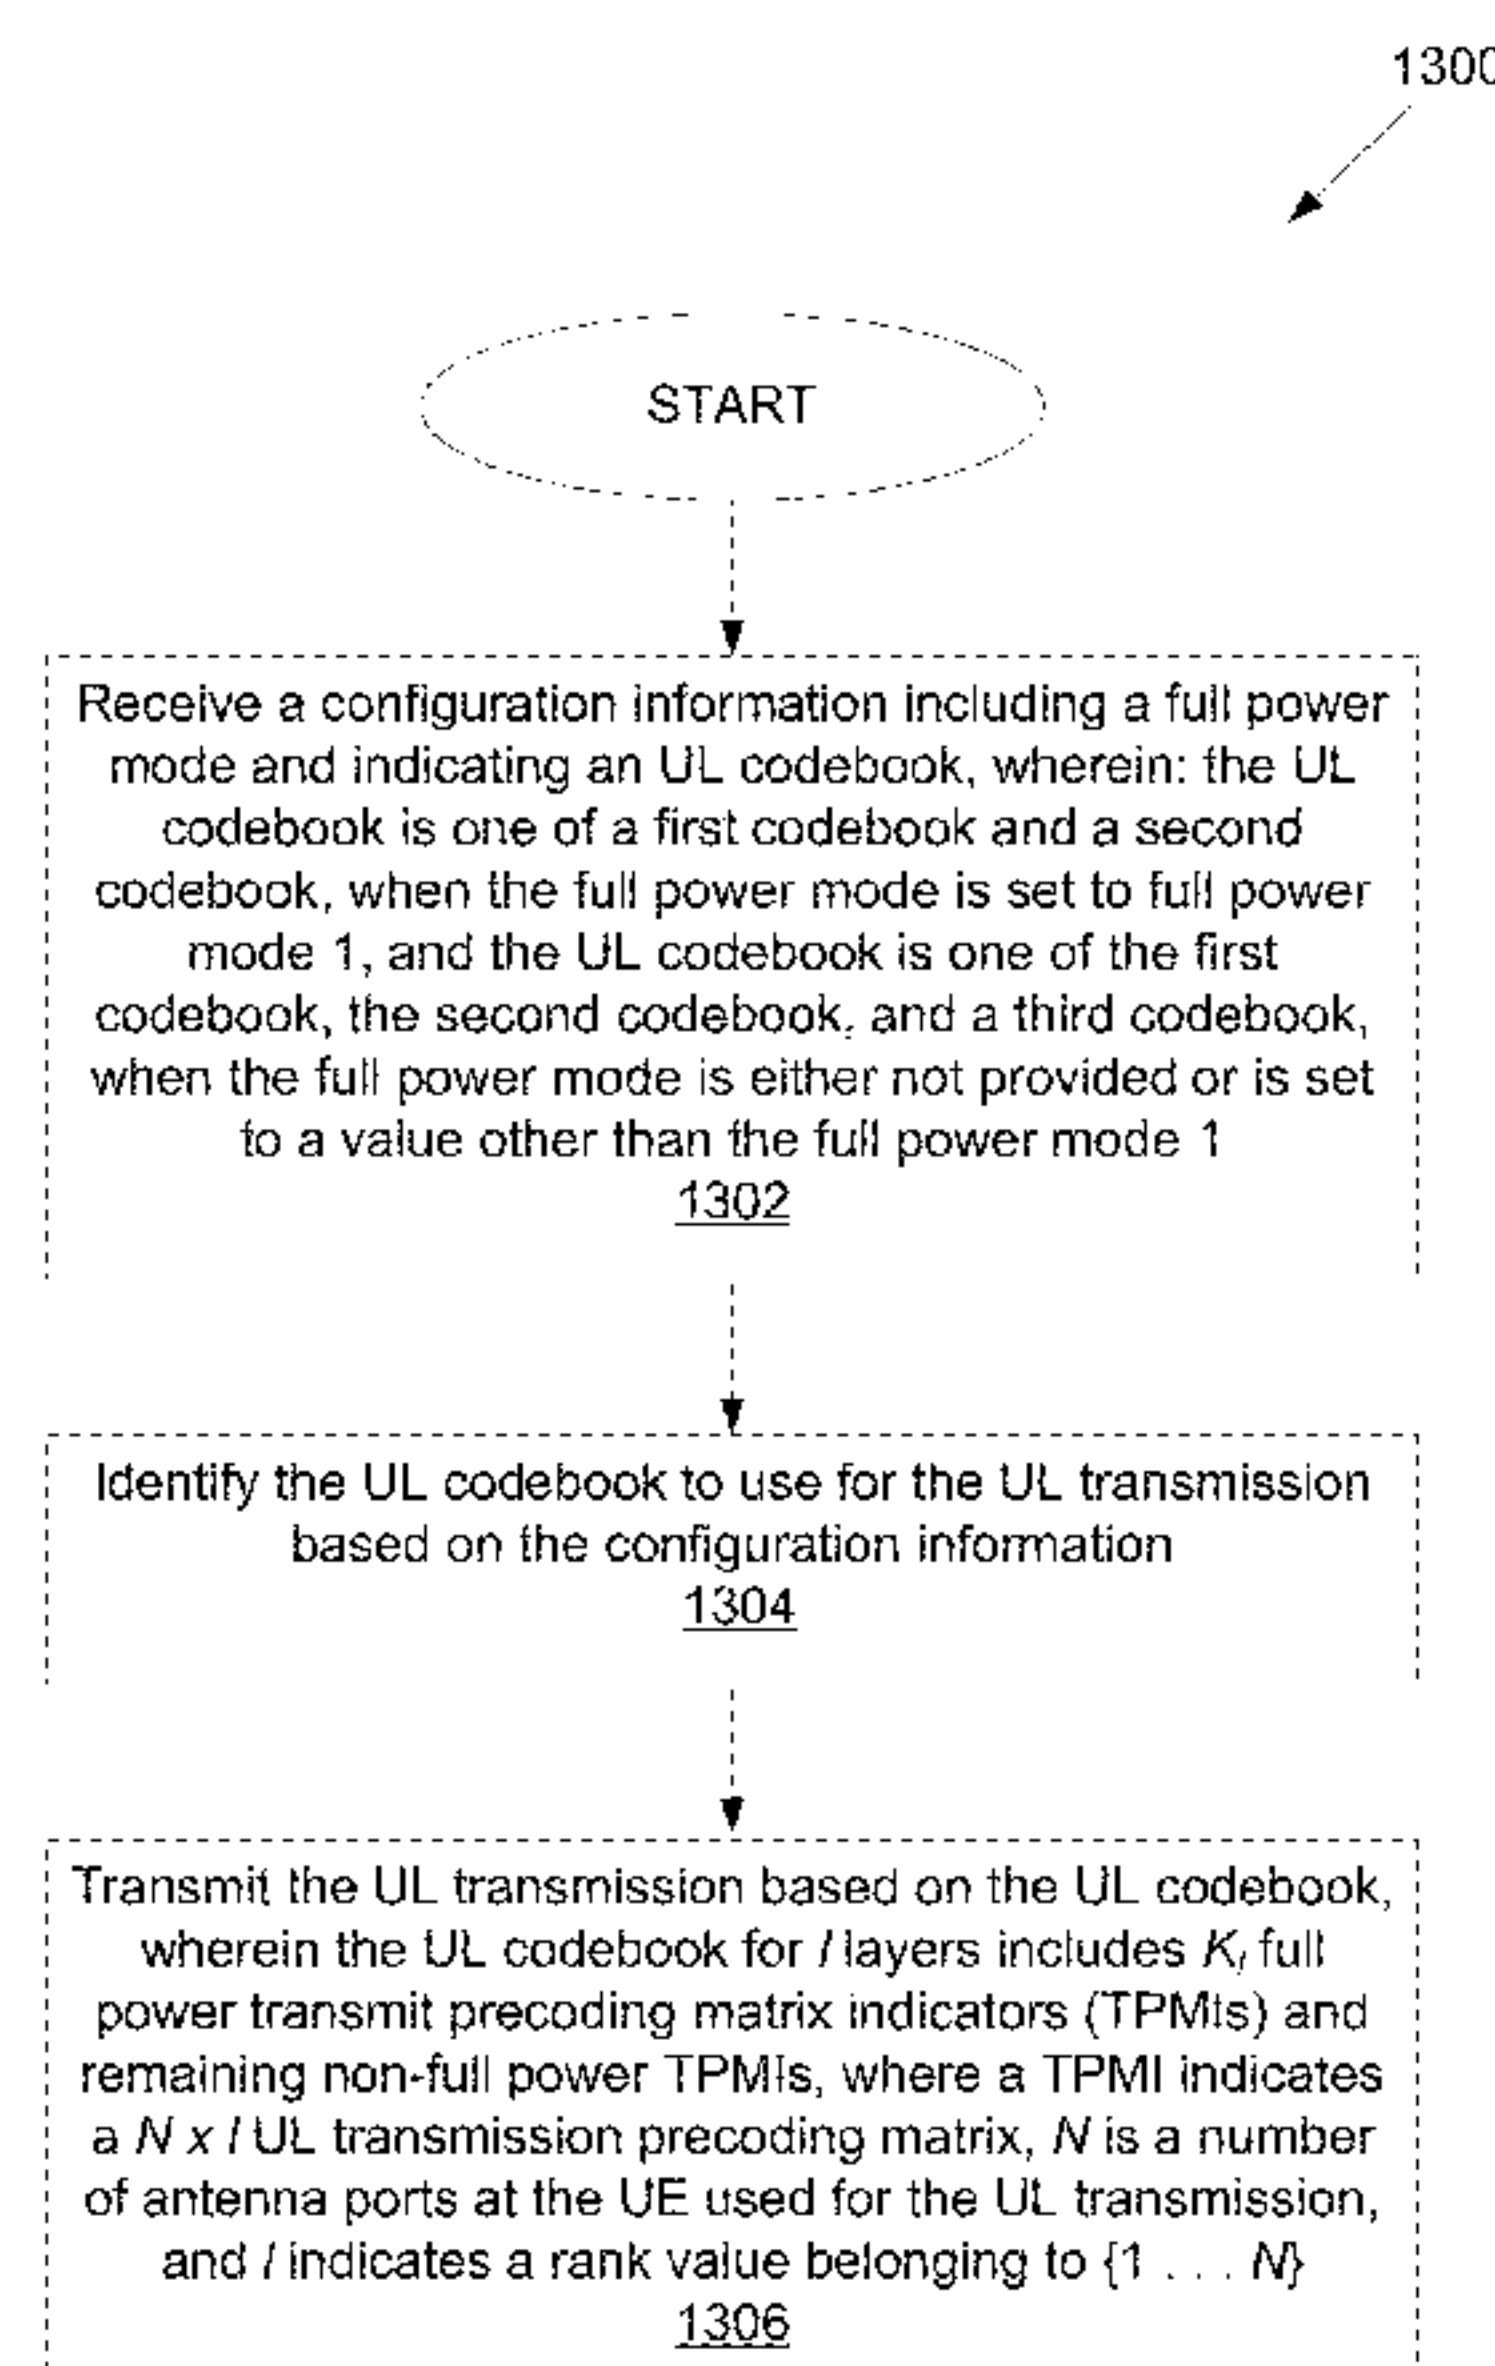 1300
START
Receive a configuration information including a full power
mode and indicating an UL codebook, wherein: the UL
codebook is one of a first codebook and a second
codebook, when the full power mode is set to full power
mode 1, and the UL codebook is one of the first
codebook, the second codebook, and a third codebook,
when the full power mode is either not provided or is set
to a value other than the full power mode 1
1302
Identify the UL codebook to use for the UL transmission
based on the configuration information
1304
Transmit the UL transmission based on the UL codebook,
wherein the UL codebook for l layers includes Kₗ full
power transmit precoding matrix indicators (TPMIs) and
remaining non-full power TPMIs, where a TPMI indicates
a N x l UL transmission precoding matrix, N is a number
of antenna ports at the UE used for the UL transmission,
and l indicates a rank value belonging to {1 . . . N}
1306